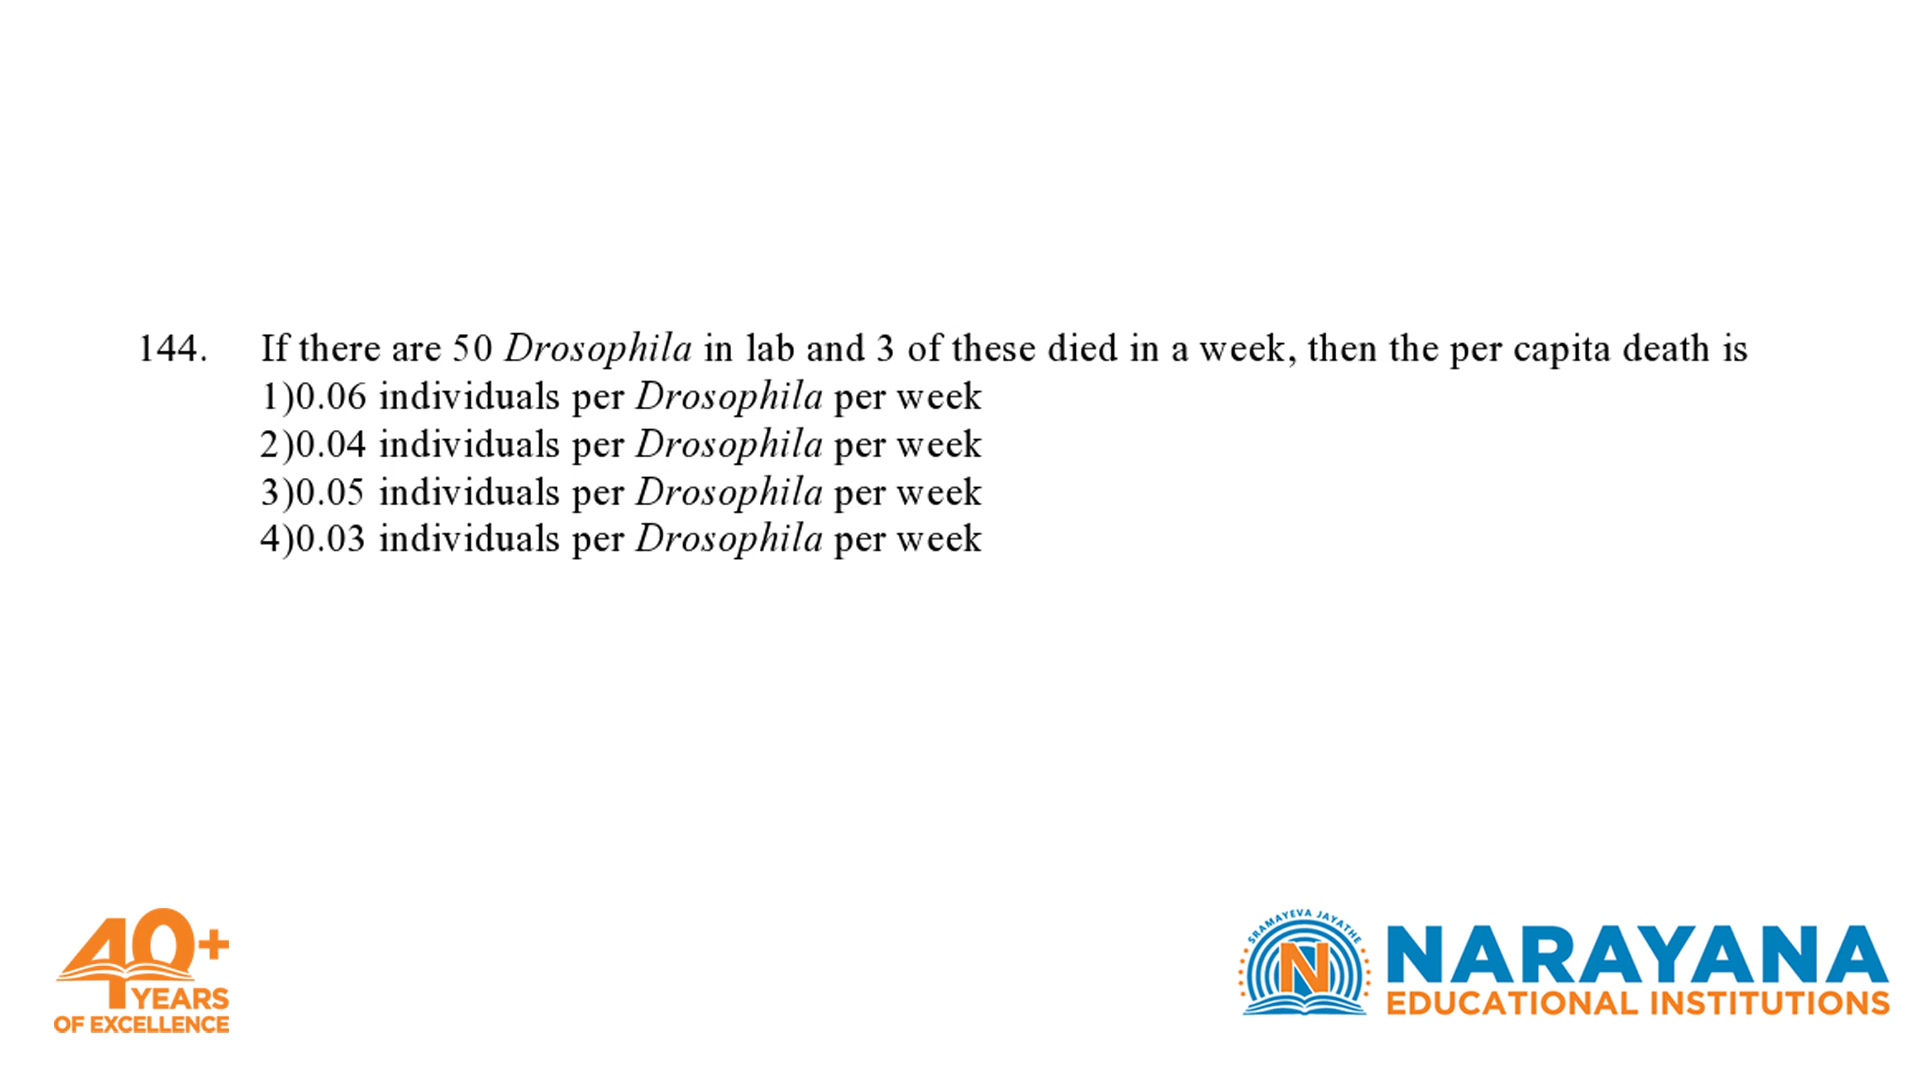 144. If there are 50 Drosophila in lab and 3 of these died in a week, then the per capita death is
1)0.06 individuals per Drosophila per week
2)0.04 individuals per Drosophila per week
3)0.05 individuals per Drosophila per week
4)0.03 individuals per Drosophila per week
40+
YEARS
OF EXCELLENCE
SRAMAYEVA JAYATHE
N
NARAYANA
EDUCATIONAL INSTITUTIONS